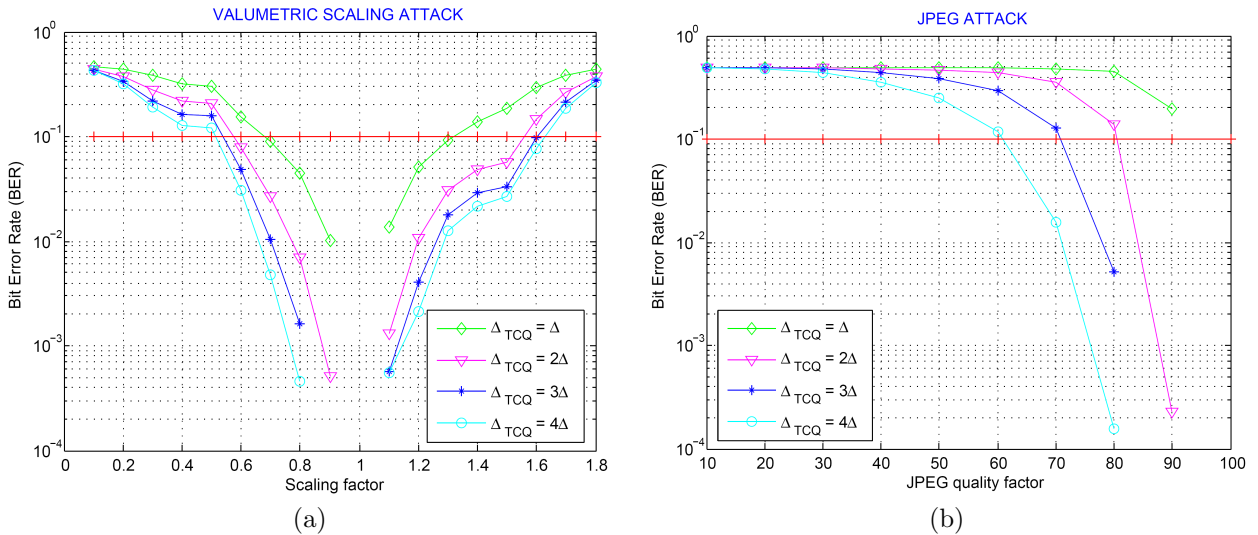 VALUMETRIC SCALING ATTACK
10^0
10^-1
10^-2
10^-3
10^-4
Bit Error Rate (BER)
0 0.2 0.4 0.6 0.8 1 1.2 1.4 1.6 1.8
Scaling factor
Δ TCQ = Δ
Δ TCQ = 2Δ
Δ TCQ = 3Δ
Δ TCQ = 4Δ
(a)
JPEG ATTACK
10^0
10^-1
10^-2
10^-3
10^-4
Bit Error Rate (BER)
10 20 30 40 50 60 70 80 90 100
JPEG quality factor
Δ TCQ = Δ
Δ TCQ = 2Δ
Δ TCQ = 3Δ
Δ TCQ = 4Δ
(b)